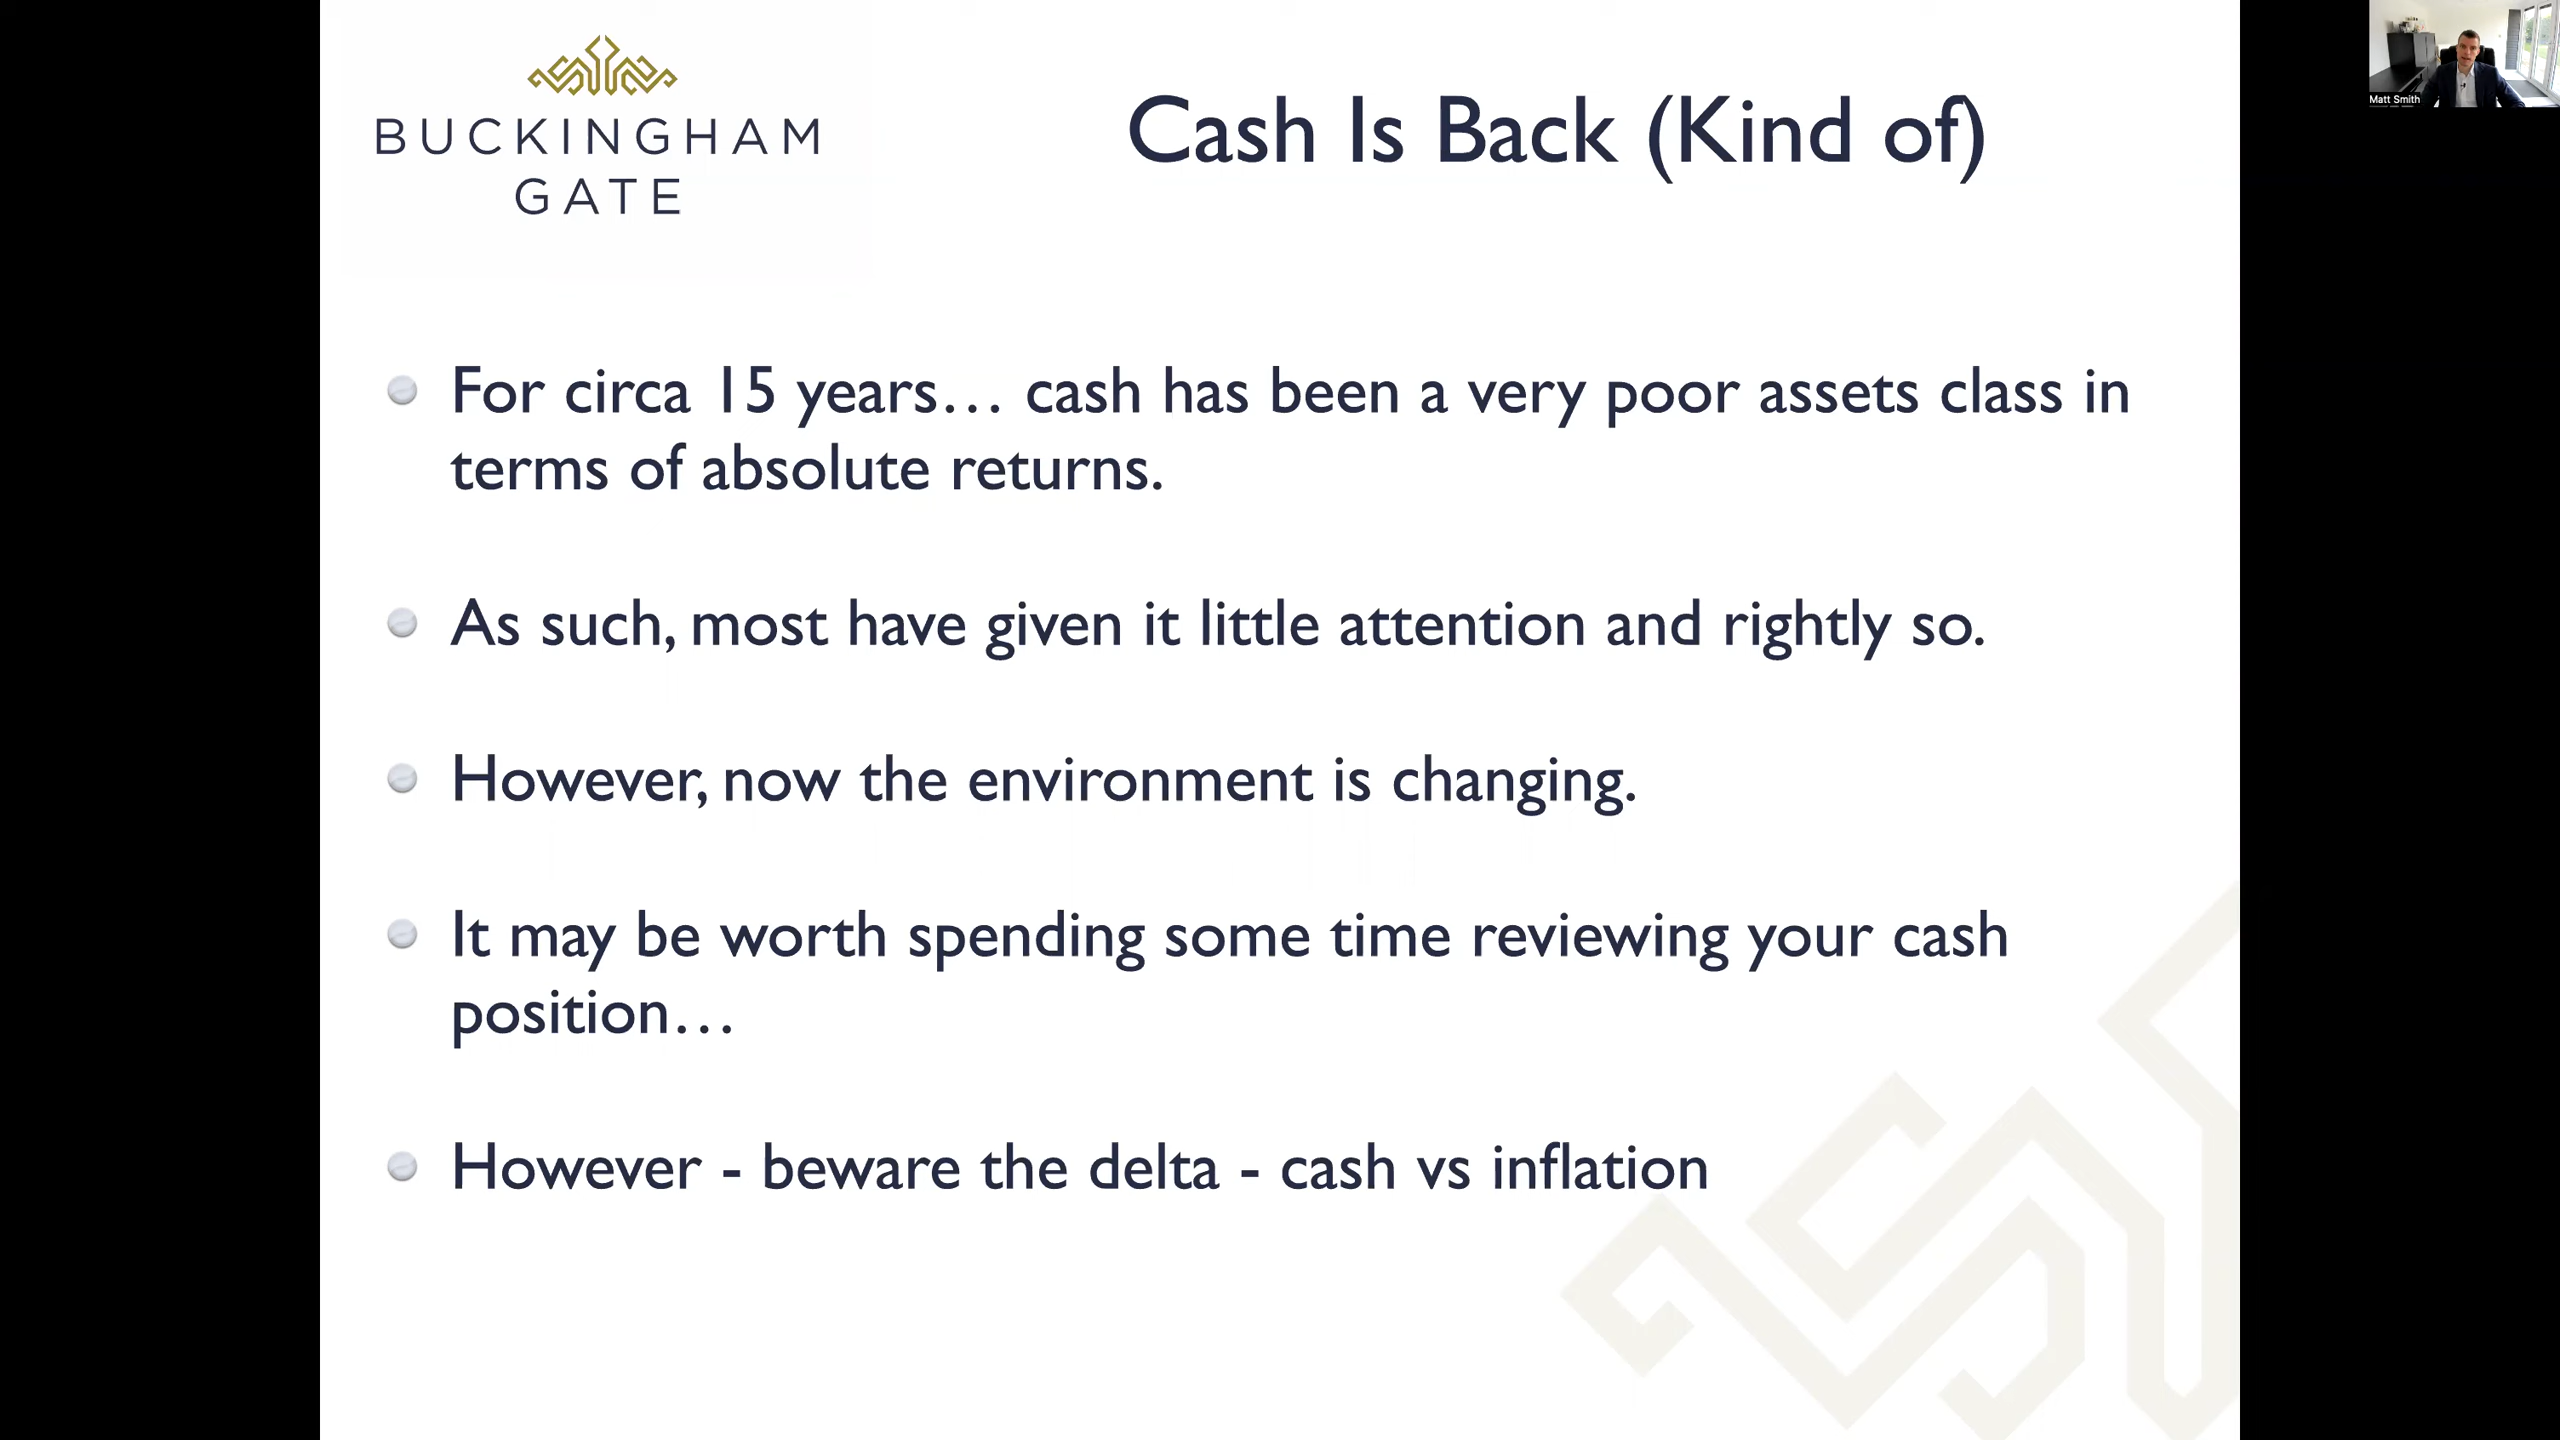 BUCKINGHAM
GATE
Cash Is Back (Kind of)
Matt Smith
For circa 15 years... cash has been a very poor assets class in
terms of absolute returns.
As such, most have given it little attention and rightly so.
However, now the environment is changing.
It may be worth spending some time reviewing your cash
position...
However - beware the delta - cash vs inflation